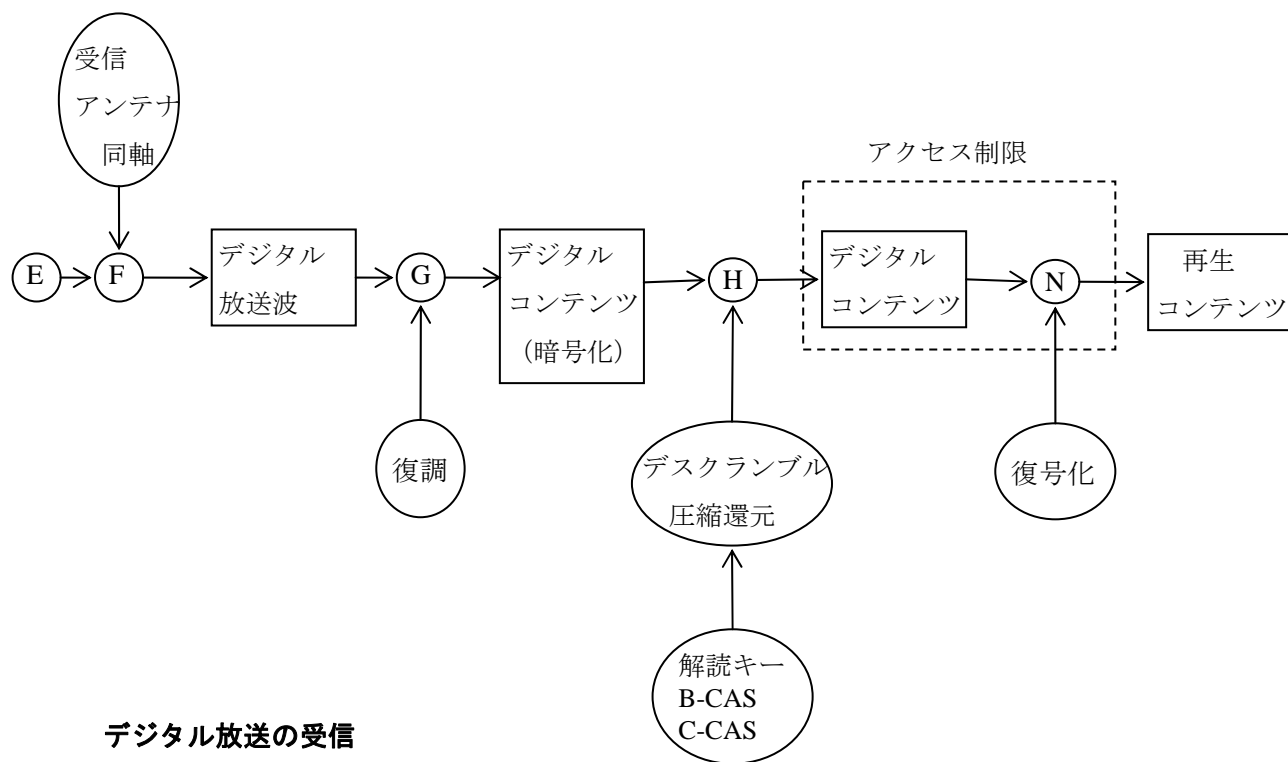 受信
アンテナ
同軸
アクセス制限
E
F
デジタル
放送波
G
デジタル
コンテンツ
（暗号化）
H
デジタル
コンテンツ
N
再生
コンテンツ
復調
デスクランブル
圧縮還元
復号化
解読キー
B-CAS
C-CAS
デジタル放送の受信